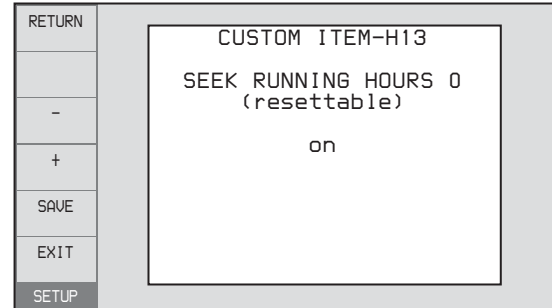 RETURN
-
+
SAVE
EXIT
SETUP
CUSTOM ITEM-H13
SEEK RUNNING HOURS 0
(resettable)
on